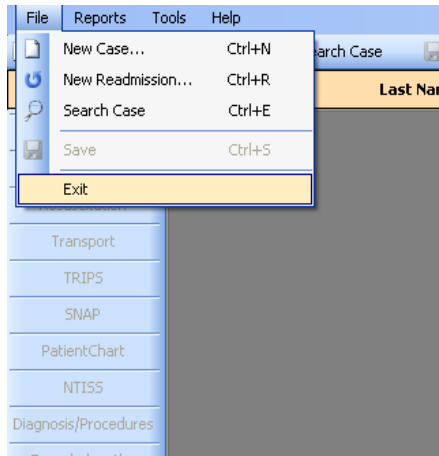 File Reports Tools Help
New Case... Ctrl+N
earch Case
New Readmission... Ctrl+R
Last Nar
Search Case Ctrl+E
Save Ctrl+S
Exit
Transport
TRIPS
SNAP
PatientChart
NTISS
Diagnosis/Procedures